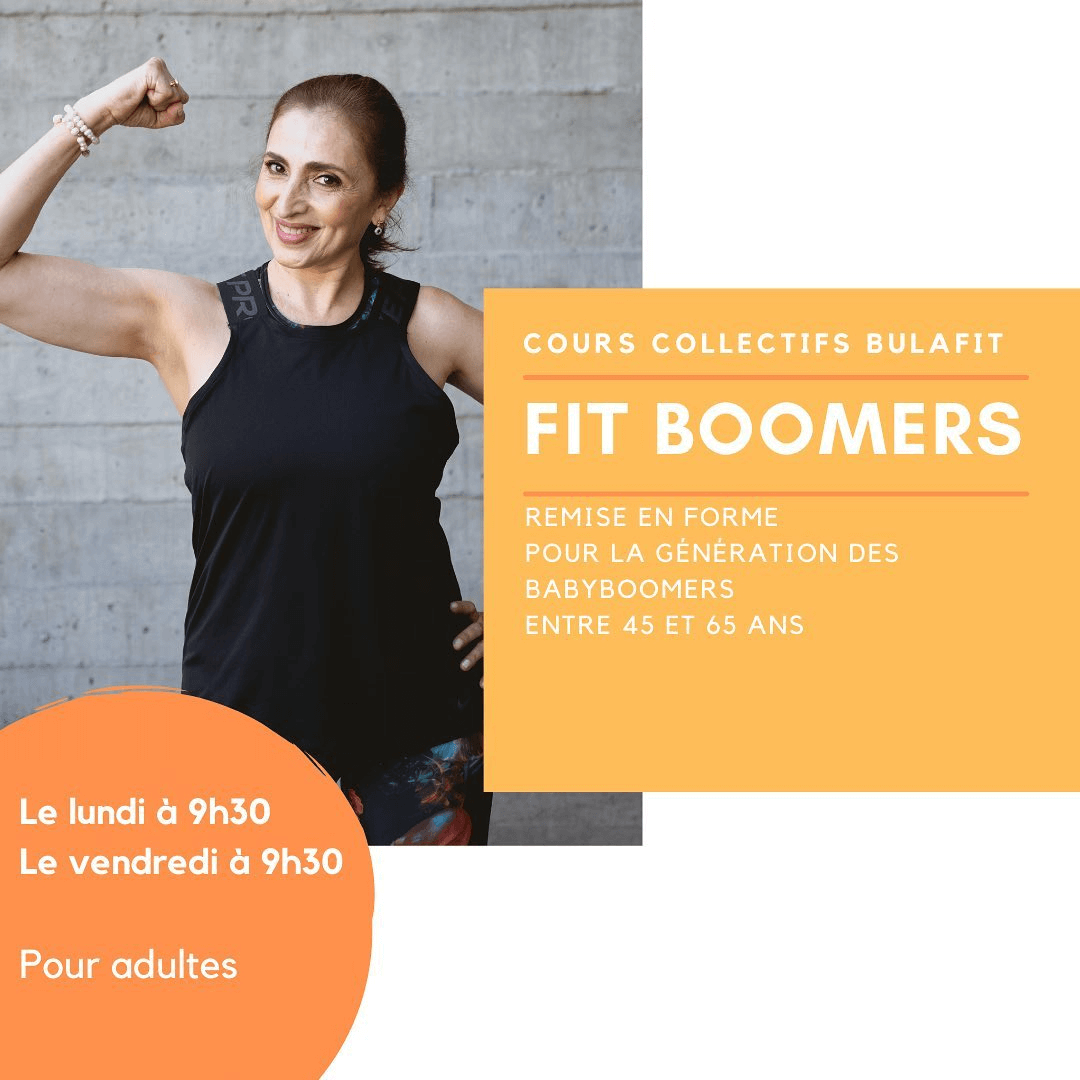 COURS COLLECTIFS BULAFIT
FIT BOOMERS
REMISE EN FORME
POUR LA GÉNÉRATION DES
BABYBOOMERS
ENTRE 45 ET 65 ANS
Le lundi à 9h30
Le vendredi à 9h30
Pour adultes